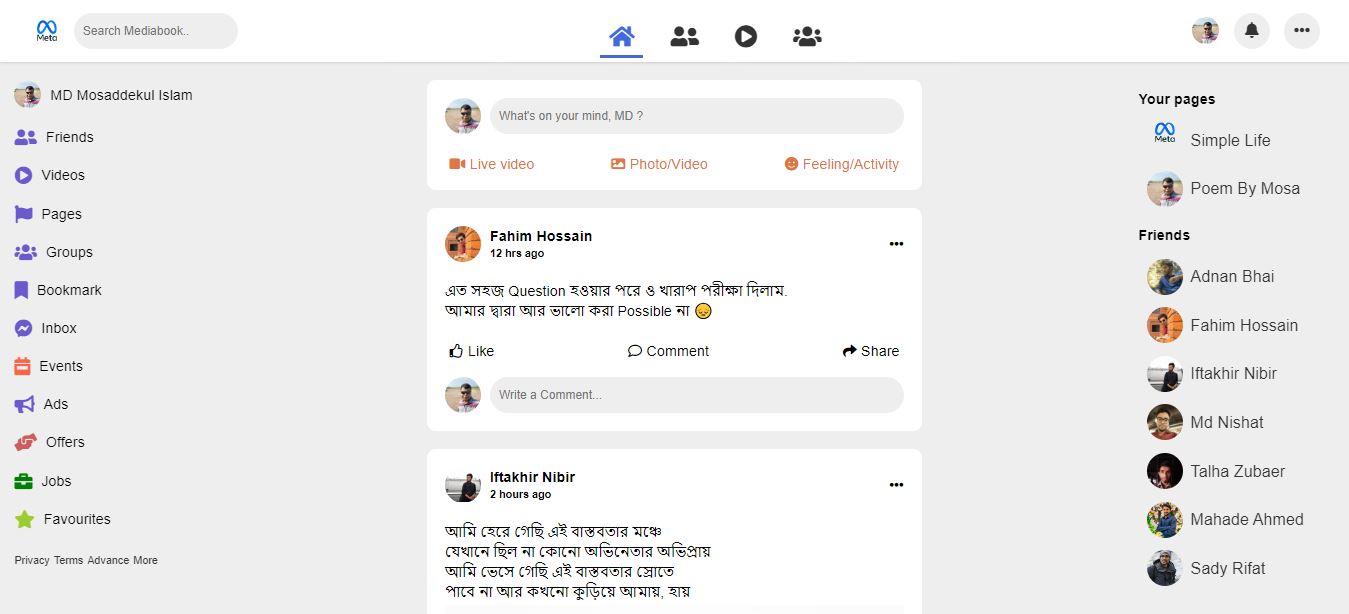 Meta
Search Mediabook..
MD Mosaddekul Islam
Friends
Videos
Pages
Groups
Bookmark
Inbox
Events
Ads
Offers
Jobs
Favourites
Privacy Terms Advance More
What's on your mind, MD ?
Live video
Photo/Video
Feeling/Activity
Fahim Hossain
12 hrs ago
এত সহজ Question হওয়ার পরে ও খারাপ পরীক্ষা দিলাম.
আমার দ্বারা আর ভালো করা Possible না 😞
Like
Comment
Share
Write a Comment...
Iftakhir Nibir
2 hours ago
আমি হেরে গেছি এই বাস্তবতার মঞ্চে
যেখানে ছিল না কোনো অভিনেতার অভিপ্রায়
আমি ভেসে গেছি এই বাস্তবতার স্রোতে
পাবে না আর কখনো কুড়িয়ে আমায়, হায়
Your pages
Meta
Simple Life
Poem By Mosa
Friends
Adnan Bhai
Fahim Hossain
Iftakhir Nibir
Md Nishat
Talha Zubaer
Mahade Ahmed
Sady Rifat